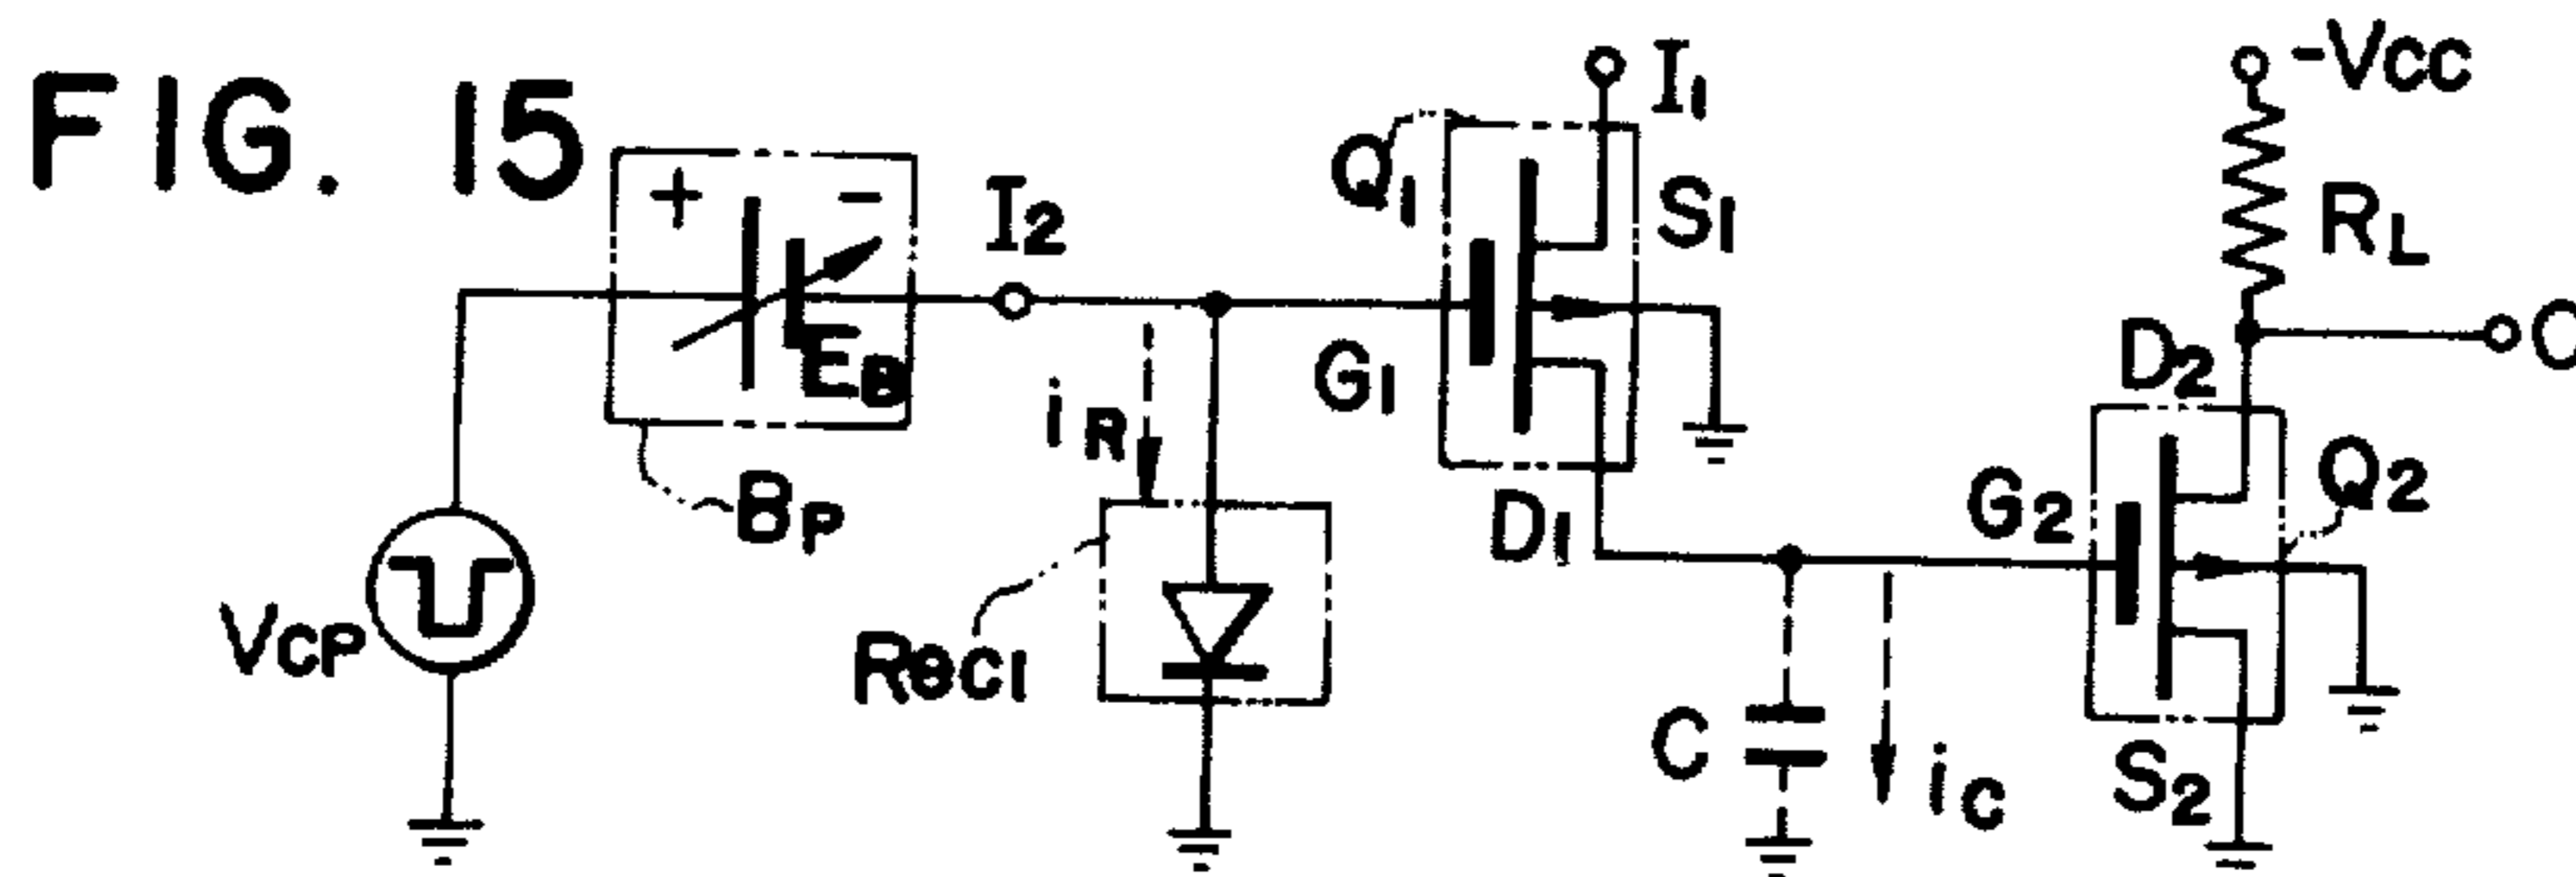 FIG. 15
+ -
EB
BP
VCP
I2
iR
Rec1
I1
Q1
S1
G1
D1
C
iC
-VCC
RL
O
D2
G2
Q2
S2